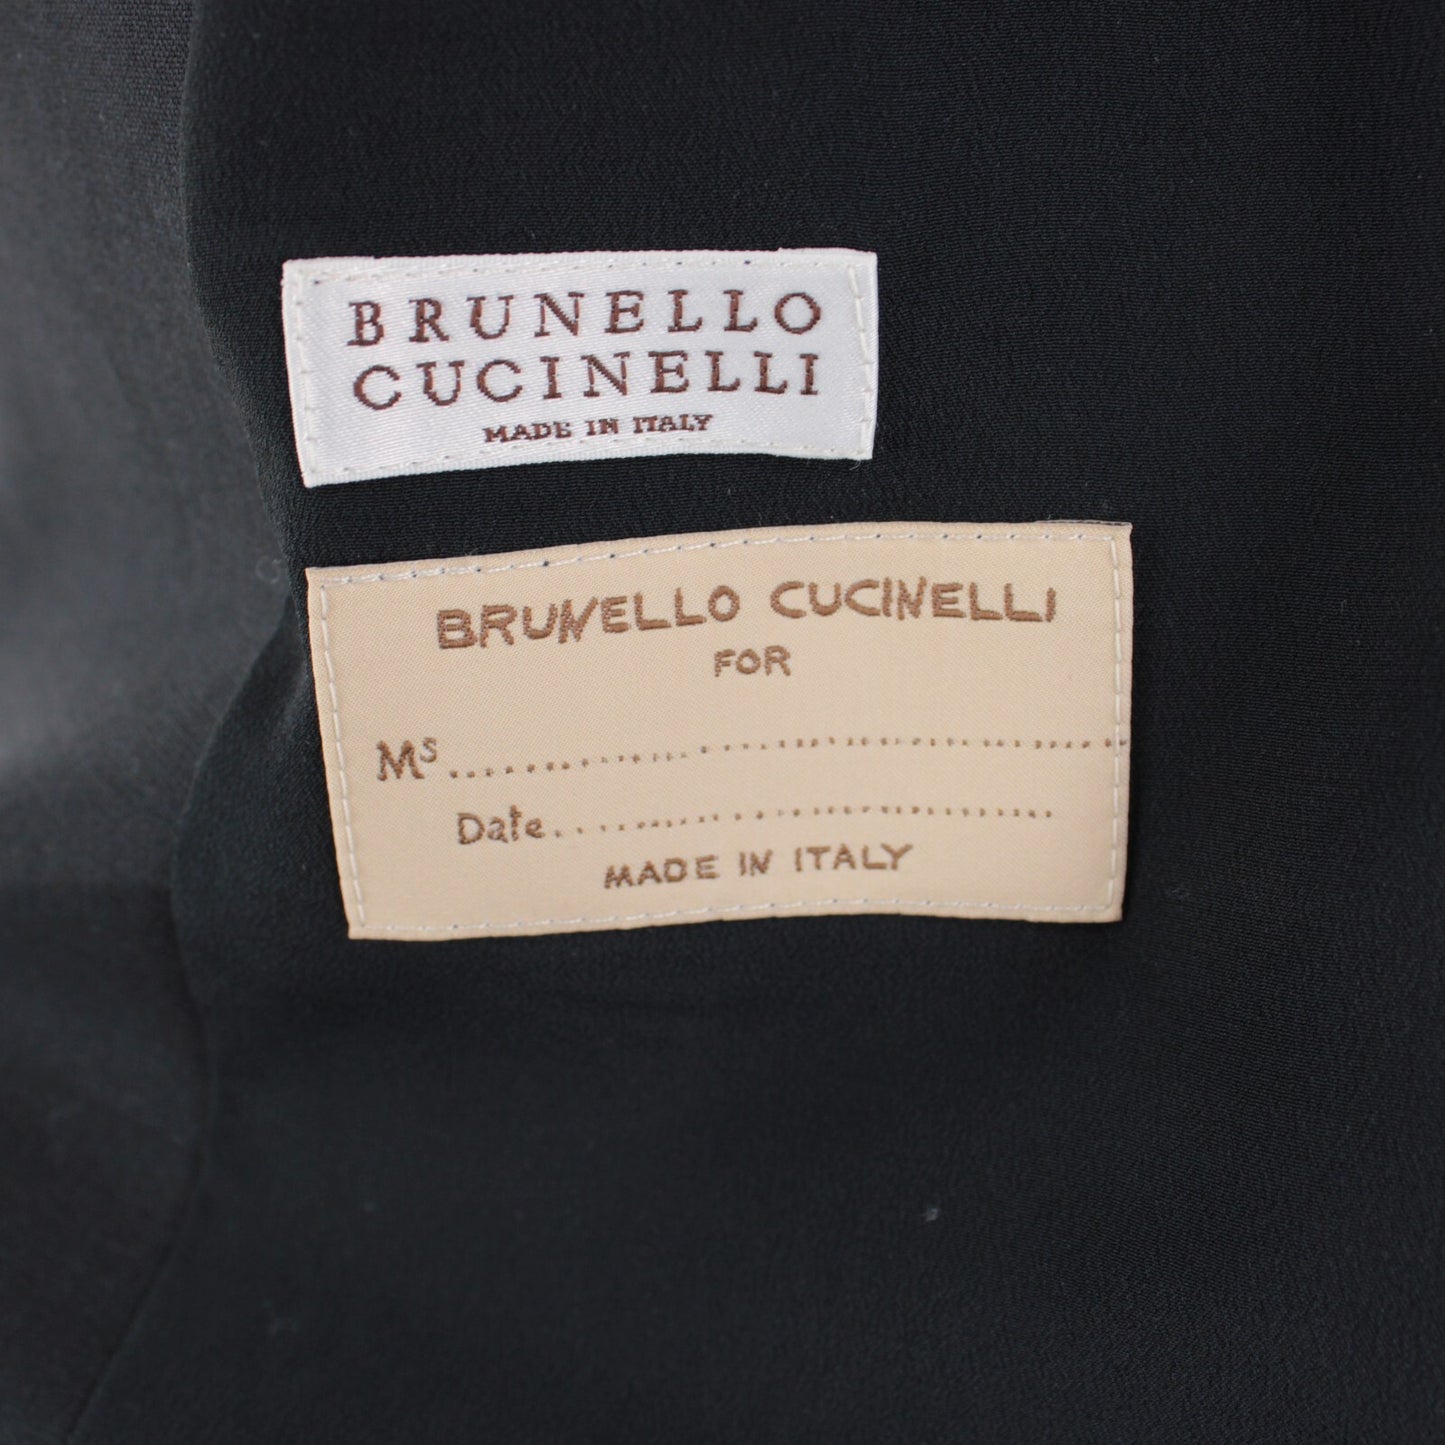 BRUNELLO
CUCINELLI
MADE IN ITALY
BRUNELLO CUCINELLI
FOR
Ms..............................
Date..............................
MADE IN ITALY